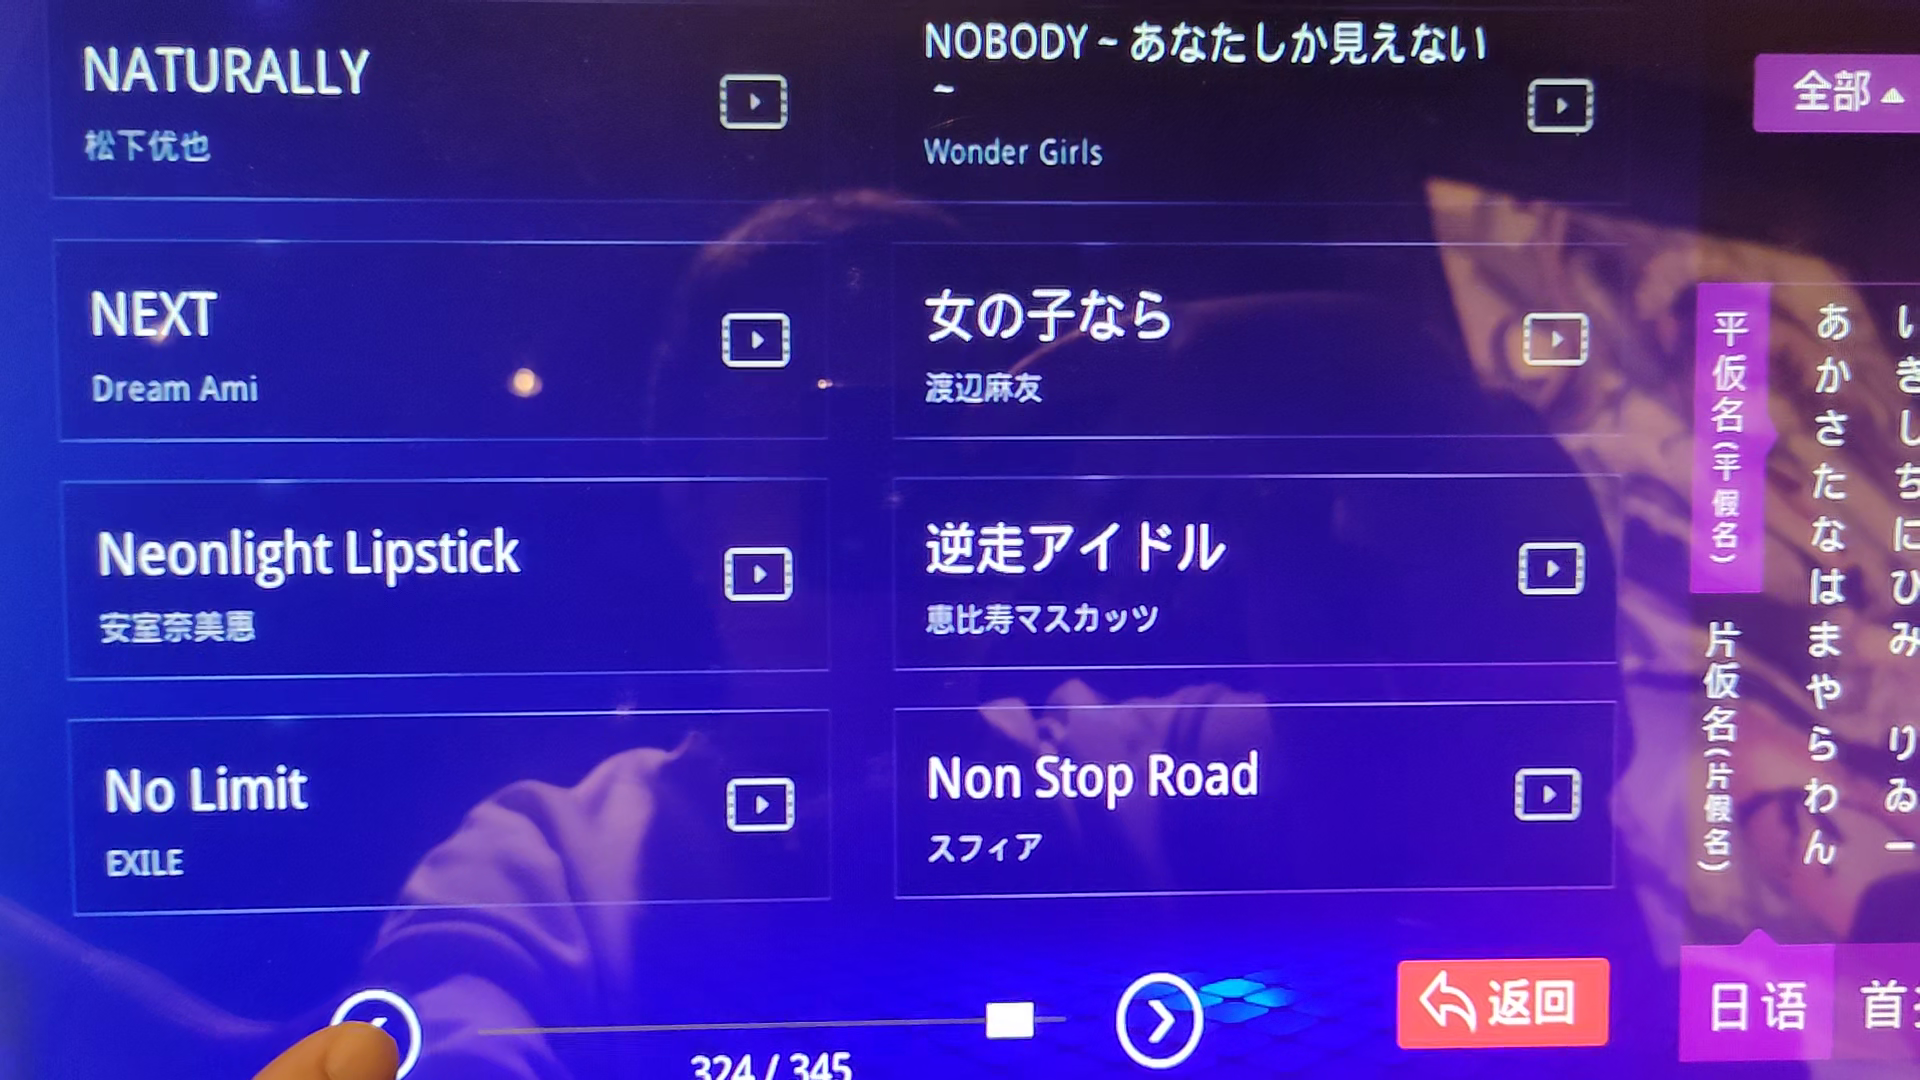 NATURALLY
松下优也
NOBODY ~ あなたしか見えない
~
Wonder Girls
NEXT
Dream Ami
女の子なら
渡辺麻友
Neonlight Lipstick
安室奈美惠
逆走アイドル
恵比寿マスカッツ
No Limit
EXILE
Non Stop Road
スフィア
324 / 345
返回
全部
平仮名(平假名)
片仮名(片假名)
あ い
か き
さ し
た ち
な に
は ひ
ま み
や
ら り
わ ゐ
ん ー
日语
首